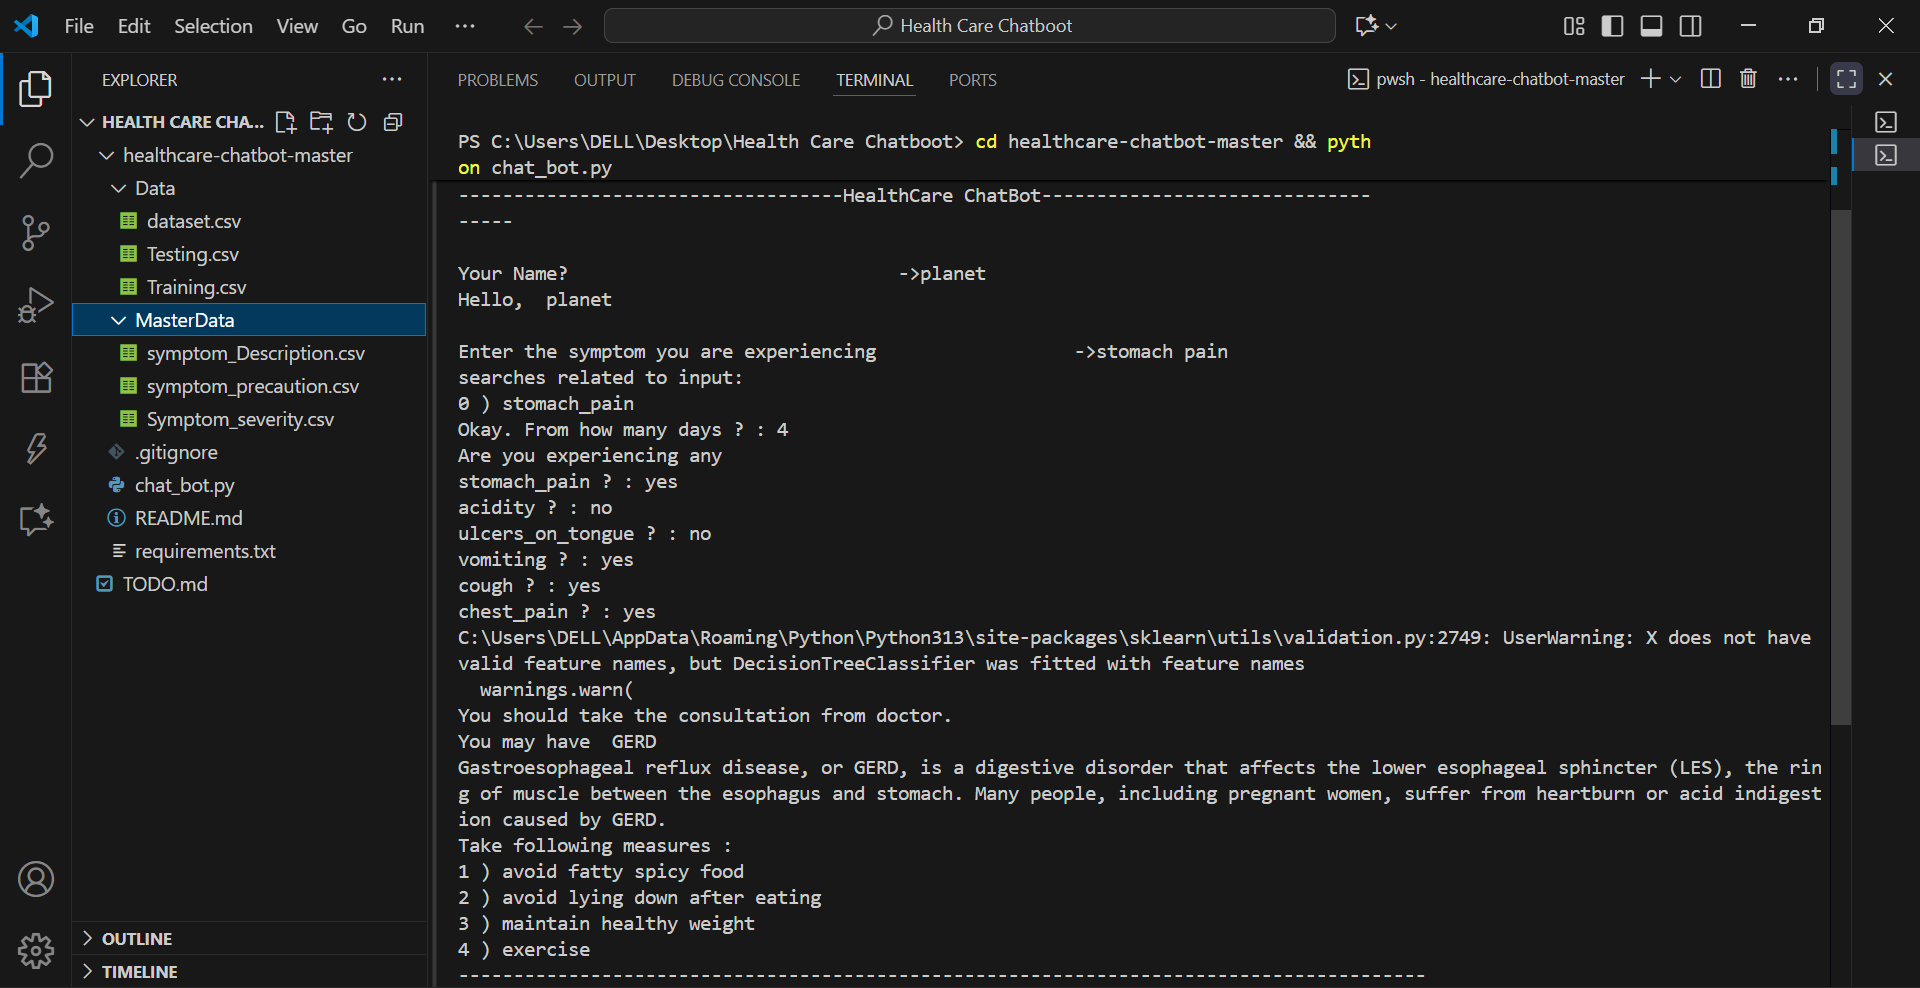 File Edit Selection View Go Run ··· Health Care Chatboot
EXPLORER ···
HEALTH CARE CHA...
healthcare-chatbot-master
Data
dataset.csv
Testing.csv
Training.csv
MasterData
symptom_Description.csv
symptom_precaution.csv
Symptom_severity.csv
.gitignore
chat_bot.py
README.md
requirements.txt
TODO.md
OUTLINE
TIMELINE
PROBLEMS OUTPUT DEBUG CONSOLE TERMINAL PORTS pwsh - healthcare-chatbot-master
PS C:\Users\DELL\Desktop\Health Care Chatboot> cd healthcare-chatbot-master && pyth
on chat_bot.py
-----------------------------------HealthCare ChatBot------------------------------
-----
Your Name? ->planet
Hello,  planet
Enter the symptom you are experiencing ->stomach pain
searches related to input:
0 ) stomach_pain
Okay. From how many days ? : 4
Are you experiencing any
stomach_pain ? : yes
acidity ? : no
ulcers_on_tongue ? : no
vomiting ? : yes
cough ? : yes
chest_pain ? : yes
C:\Users\DELL\AppData\Roaming\Python\Python313\site-packages\sklearn\utils\validation.py:2749: UserWarning: X does not have
valid feature names, but DecisionTreeClassifier was fitted with feature names
  warnings.warn(
You should take the consultation from doctor.
You may have  GERD
Gastroesophageal reflux disease, or GERD, is a digestive disorder that affects the lower esophageal sphincter (LES), the rin
g of muscle between the esophagus and stomach. Many people, including pregnant women, suffer from heartburn or acid indigest
ion caused by GERD.
Take following measures :
1 ) avoid fatty spicy food
2 ) avoid lying down after eating
3 ) maintain healthy weight
4 ) exercise
----------------------------------------------------------------------------------------